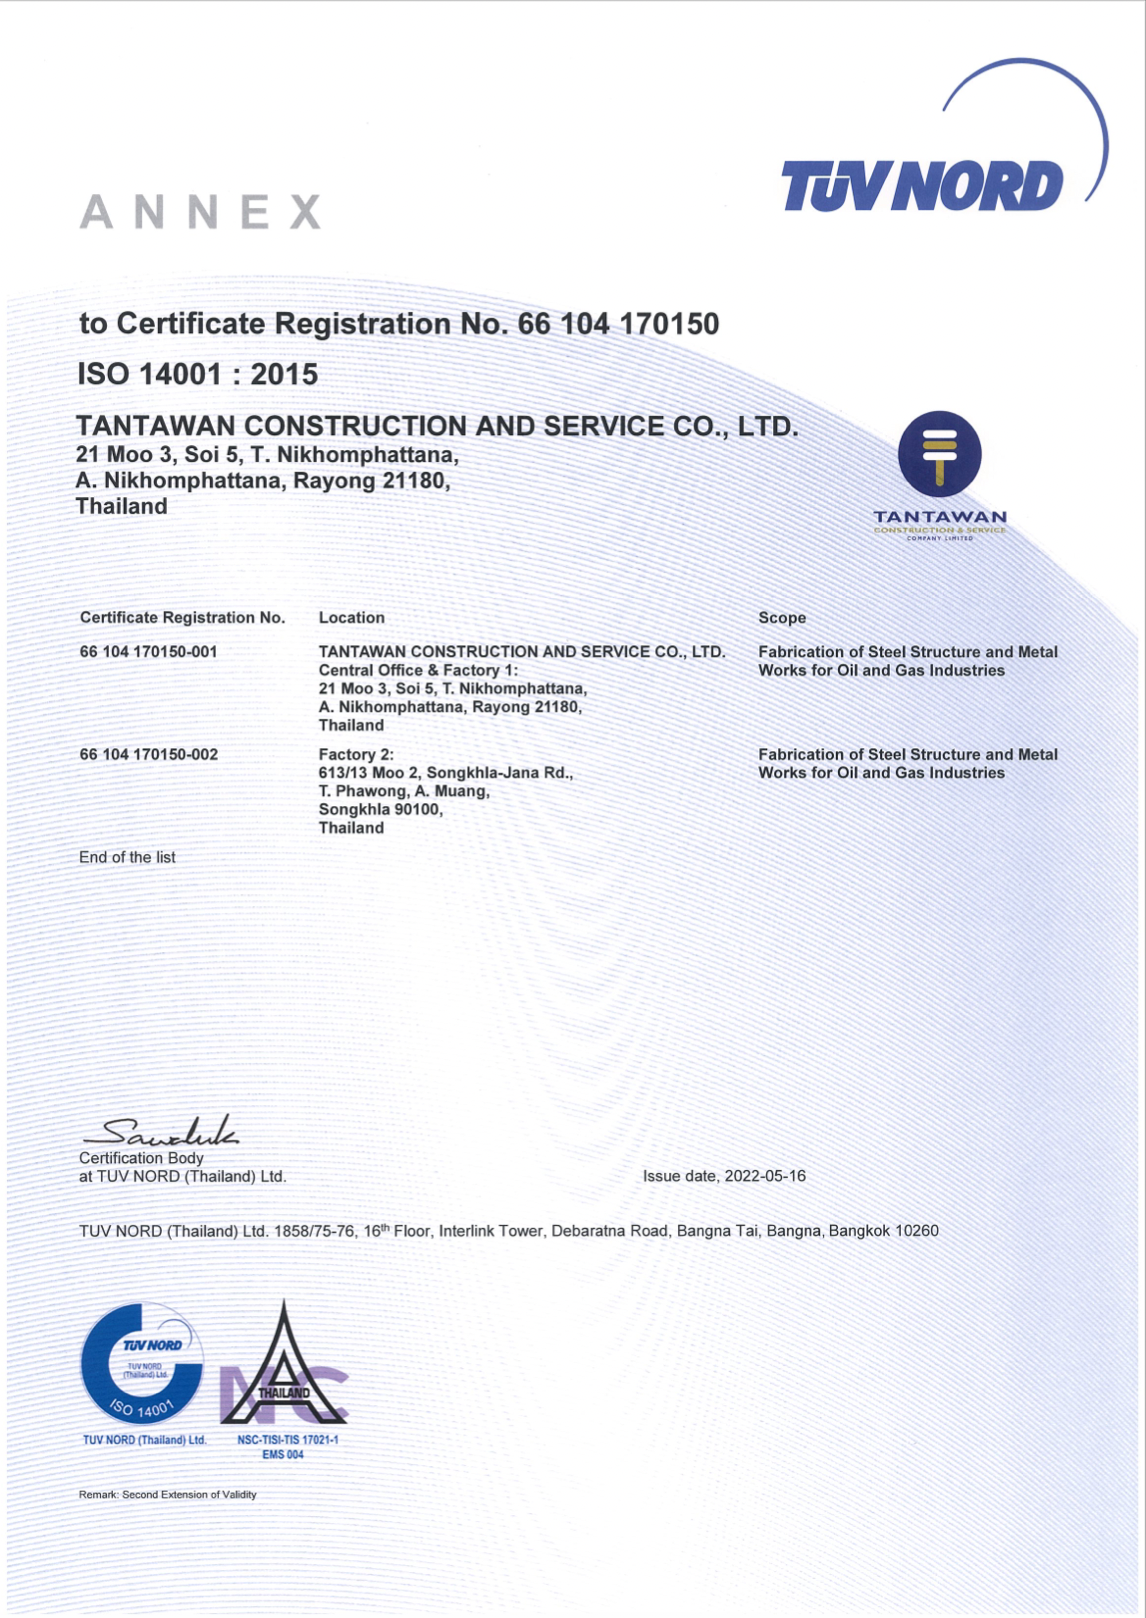 TÜV NORD
ANNEX
to Certificate Registration No. 66 104 170150
ISO 14001 : 2015
TANTAWAN CONSTRUCTION AND SERVICE CO., LTD.
21 Moo 3, Soi 5, T. Nikhomphattana,
A. Nikhomphattana, Rayong 21180,
Thailand
TANTAWAN
CONSTRUCTION & SERVICE
COMPANY LIMITED
Certificate Registration No. Location Scope
66 104 170150-001 TANTAWAN CONSTRUCTION AND SERVICE CO., LTD. Fabrication of Steel Structure and Metal
Central Office & Factory 1: Works for Oil and Gas Industries
21 Moo 3, Soi 5, T. Nikhomphattana,
A. Nikhomphattana, Rayong 21180,
Thailand
66 104 170150-002 Factory 2: Fabrication of Steel Structure and Metal
613/13 Moo 2, Songkhla-Jana Rd., Works for Oil and Gas Industries
T. Phawong, A. Muang,
Songkhla 90100,
Thailand
End of the list
Certification Body
at TUV NORD (Thailand) Ltd. Issue date, 2022-05-16
TUV NORD (Thailand) Ltd. 1858/75-76, 16th Floor, Interlink Tower, Debaratna Road, Bangna Tai, Bangna, Bangkok 10260
TÜV NORD
TUV NORD
(Thailand) Ltd.
ISO 14001
NAC
THAILAND
TUV NORD (Thailand) Ltd. NSC-TISI-TIS 17021-1
EMS 004
Remark: Second Extension of Validity